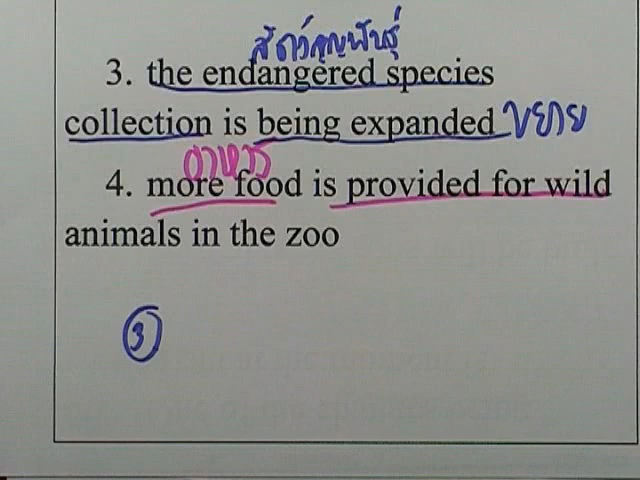 สัตว์สูญพันธุ์
3. the endangered species
collection is being expanded ขยาย
อาหาร
4. more food is provided for wild
animals in the zoo
3